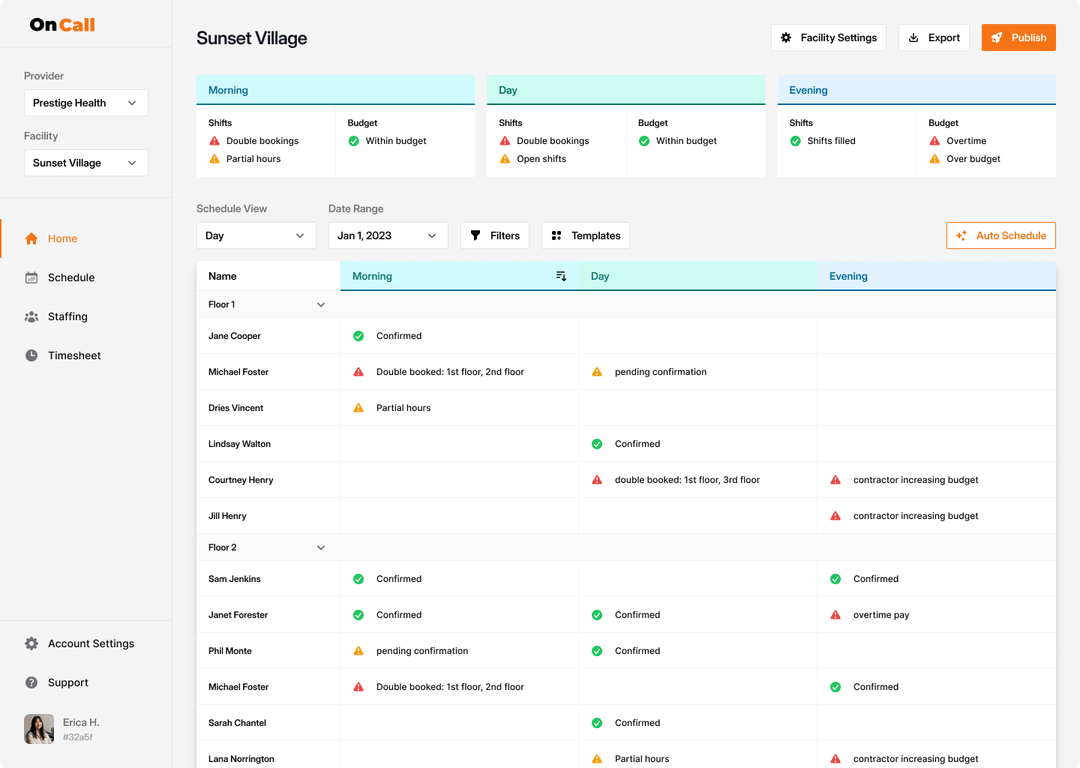 OnCall
Provider
Prestige Health
Facility
Sunset Village
Home
Schedule
Staffing
Timesheet
Account Settings
Support
Erica H.
#32a5f
Sunset Village
Facility Settings
Export
Publish
Morning
Shifts
Double bookings
Partial hours
Budget
Within budget
Day
Shifts
Double bookings
Open shifts
Budget
Within budget
Evening
Shifts
Shifts filled
Budget
Overtime
Over budget
Schedule View
Day
Date Range
Jan 1, 2023
Filters
Templates
Auto Schedule
Name Morning Day Evening
Floor 1
Jane Cooper Confirmed
Michael Foster Double booked: 1st floor, 2nd floor pending confirmation
Dries Vincent Partial hours
Lindsay Walton Confirmed
Courtney Henry double booked: 1st floor, 3rd floor contractor increasing budget
Jill Henry contractor increasing budget
Floor 2
Sam Jenkins Confirmed Confirmed
Janet Forester Confirmed Confirmed overtime pay
Phil Monte pending confirmation Confirmed
Michael Foster Double booked: 1st floor, 2nd floor Confirmed
Sarah Chantel Confirmed
Lana Norrington Partial hours contractor increasing budget